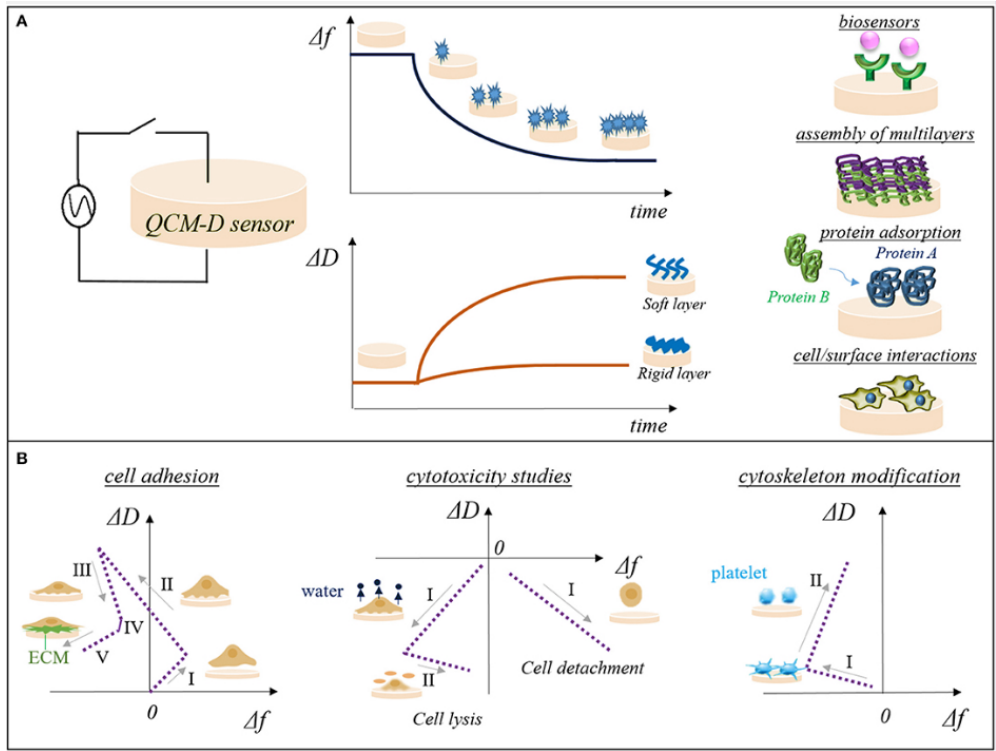 A
Δf
time
QCM-D sensor
ΔD
Soft layer
Rigid layer
time
biosensors
assembly of multilayers
protein adsorption
Protein A
Protein B
cell/surface interactions
B
cell adhesion
ΔD
III
II
IV
V
ECM
I
0
Δf
cytotoxicity studies
ΔD
0
Δf
water
I
I
II
Cell detachment
Cell lysis
cytoskeleton modification
ΔD
platelet
II
I
0
Δf